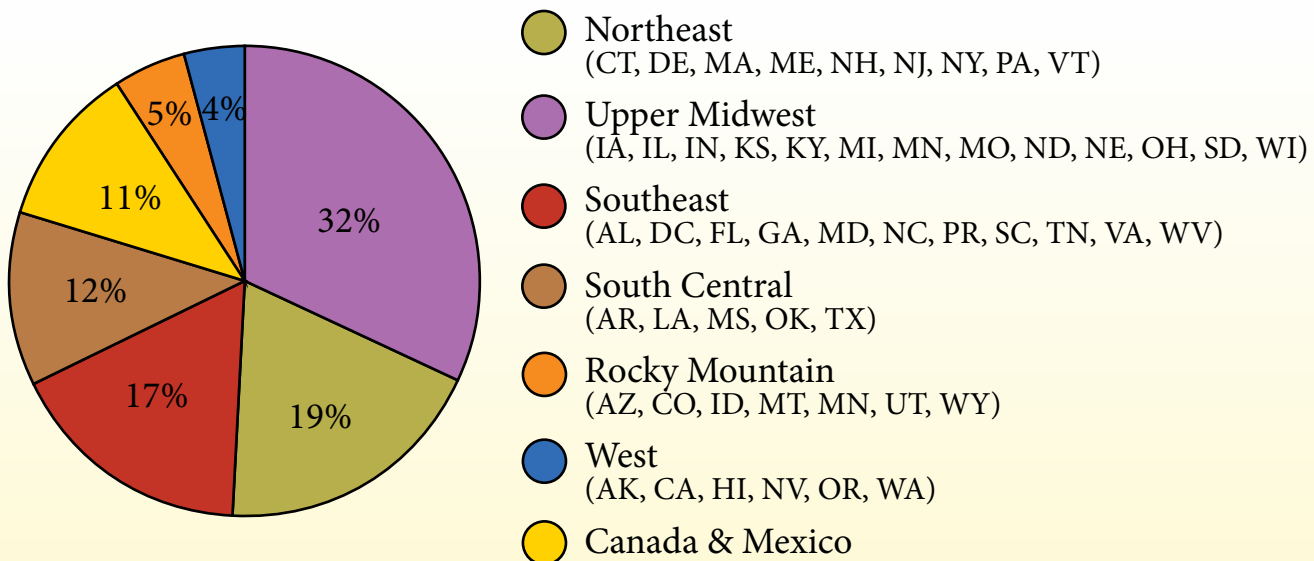 5%
4%
11%
32%
12%
17%
19%
Northeast
(CT, DE, MA, ME, NH, NJ, NY, PA, VT)
Upper Midwest
(IA, IL, IN, KS, KY, MI, MN, MO, ND, NE, OH, SD, WI)
Southeast
(AL, DC, FL, GA, MD, NC, PR, SC, TN, VA, WV)
South Central
(AR, LA, MS, OK, TX)
Rocky Mountain
(AZ, CO, ID, MT, MN, UT, WY)
West
(AK, CA, HI, NV, OR, WA)
Canada & Mexico